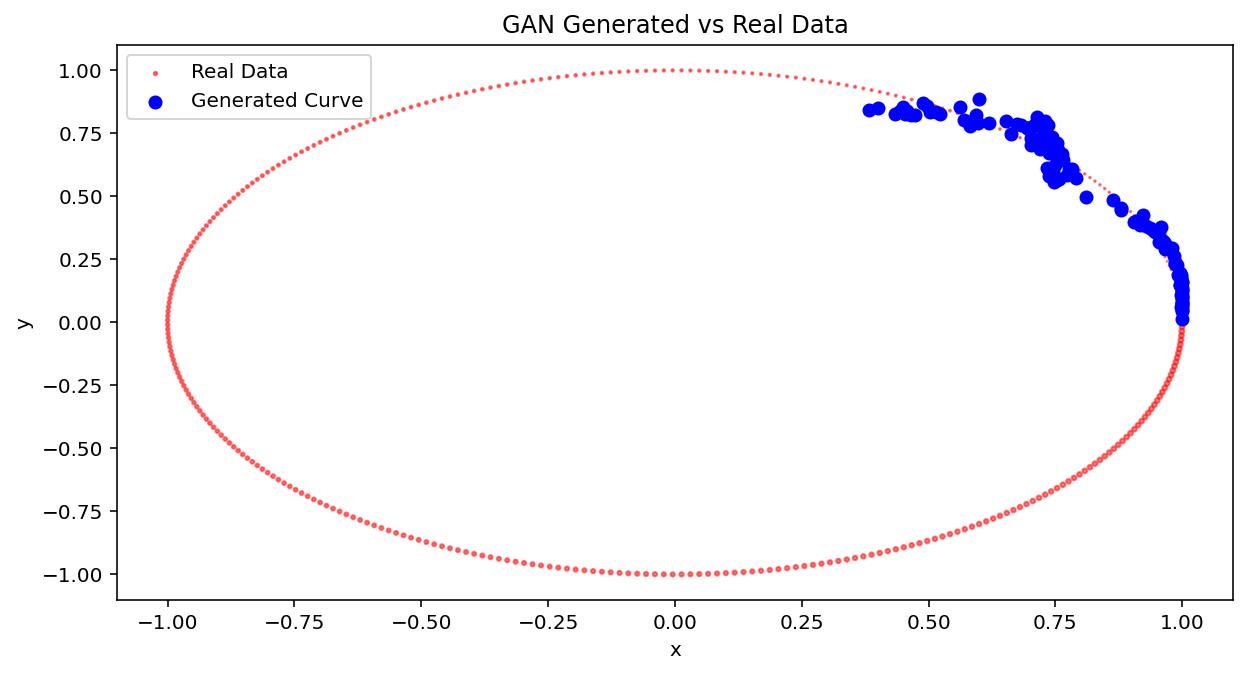 GAN Generated vs Real Data
Real Data
Generated Curve
1.00
0.75
0.50
0.25
0.00
−0.25
−0.50
−0.75
−1.00
y
−1.00 −0.75 −0.50 −0.25 0.00 0.25 0.50 0.75 1.00
x